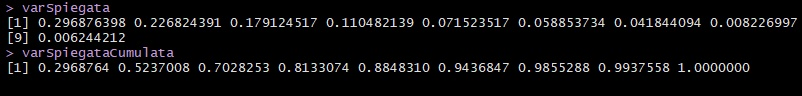 > varSpiegata
[1] 0.296876398 0.226824391 0.179124517 0.110482139 0.071523517 0.058853734 0.041844094 0.008226997
[9] 0.006244212
> varSpiegataCumulata
[1] 0.2968764 0.5237008 0.7028253 0.8133074 0.8848310 0.9436847 0.9855288 0.9937558 1.0000000